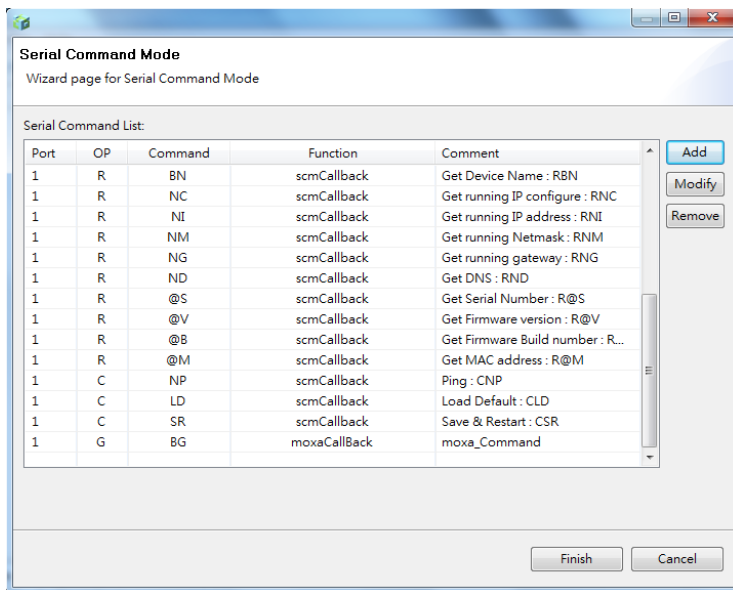 Serial Command Mode
Wizard page for Serial Command Mode
Serial Command List:
Port OP Command Function Comment
1 R BN scmCallback Get Device Name : RBN
1 R NC scmCallback Get running IP configure : RNC
1 R NI scmCallback Get running IP address : RNI
1 R NM scmCallback Get running Netmask : RNM
1 R NG scmCallback Get running gateway : RNG
1 R ND scmCallback Get DNS : RND
1 R @S scmCallback Get Serial Number : R@S
1 R @V scmCallback Get Firmware version : R@V
1 R @B scmCallback Get Firmware Build number : R...
1 R @M scmCallback Get MAC address : R@M
1 C NP scmCallback Ping : CNP
1 C LD scmCallback Load Default : CLD
1 C SR scmCallback Save & Restart : CSR
1 G BG moxaCallBack moxa_Command
Add
Modify
Remove
Finish Cancel